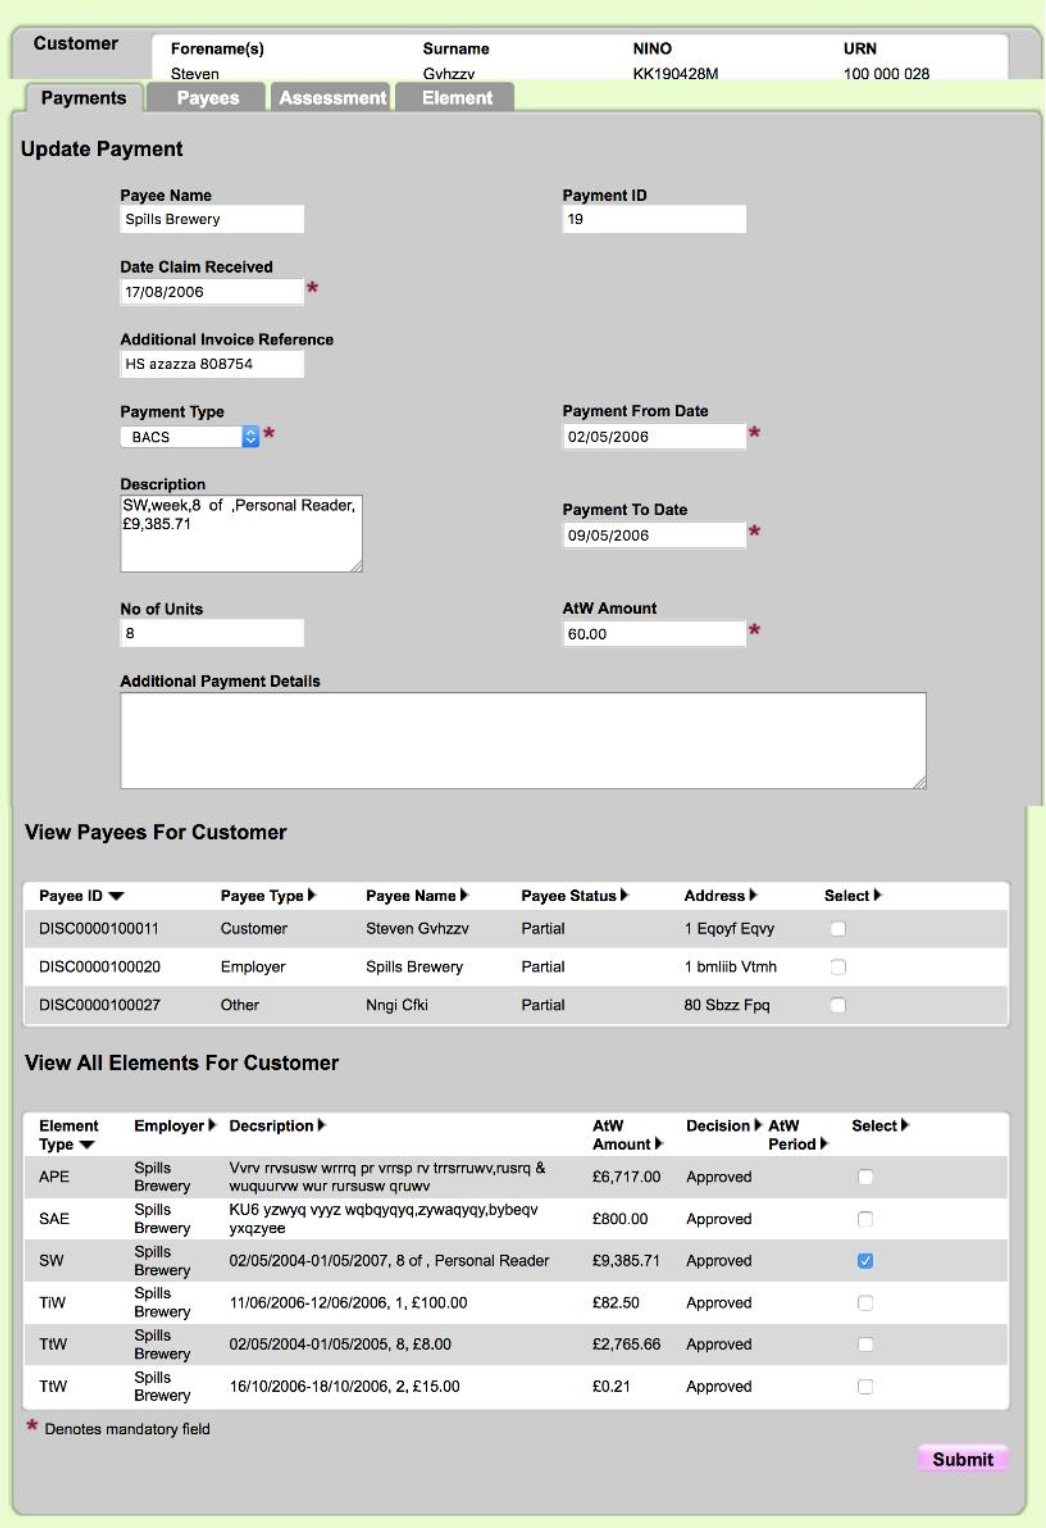 Customer
Forename(s) Surname NINO URN
Steven Gvhzzv KK190428M 100 000 028
Payments Payees Assessment Element
Update Payment
Payee Name Payment ID
Spills Brewery 19
Date Claim Received
17/08/2006 *
Additional Invoice Reference
HS azazza 808754
Payment Type Payment From Date
BACS * 02/05/2006 *
Description
SW,week,8 of ,Personal Reader,
£9,385.71
Payment To Date
09/05/2006 *
No of Units AtW Amount
8 60.00 *
Additional Payment Details
View Payees For Customer
Payee ID Payee Type Payee Name Payee Status Address Select
DISC0000100011 Customer Steven Gvhzzv Partial 1 Eqoyf Eqvy
DISC0000100020 Employer Spills Brewery Partial 1 bmliib Vtmh
DISC0000100027 Other Nngi Cfki Partial 80 Sbzz Fpq
View All Elements For Customer
Element Type Employer Decsription AtW Amount Decision AtW Period Select
APE Spills Brewery Vvrv rrvsusw wrrrq pr vrrsp rv trrsrruwv,rusrq & wuquurvw wur rursusw qruwv £6,717.00 Approved
SAE Spills Brewery KU6 yzwyq vyyz wqbqyqyq,zywaqyqy,bybeqv yxqzyee £800.00 Approved
SW Spills Brewery 02/05/2004-01/05/2007, 8 of , Personal Reader £9,385.71 Approved
TiW Spills Brewery 11/06/2006-12/06/2006, 1, £100.00 £82.50 Approved
TtW Spills Brewery 02/05/2004-01/05/2005, 8, £8.00 £2,765.66 Approved
TtW Spills Brewery 16/10/2006-18/10/2006, 2, £15.00 £0.21 Approved
* Denotes mandatory field
Submit